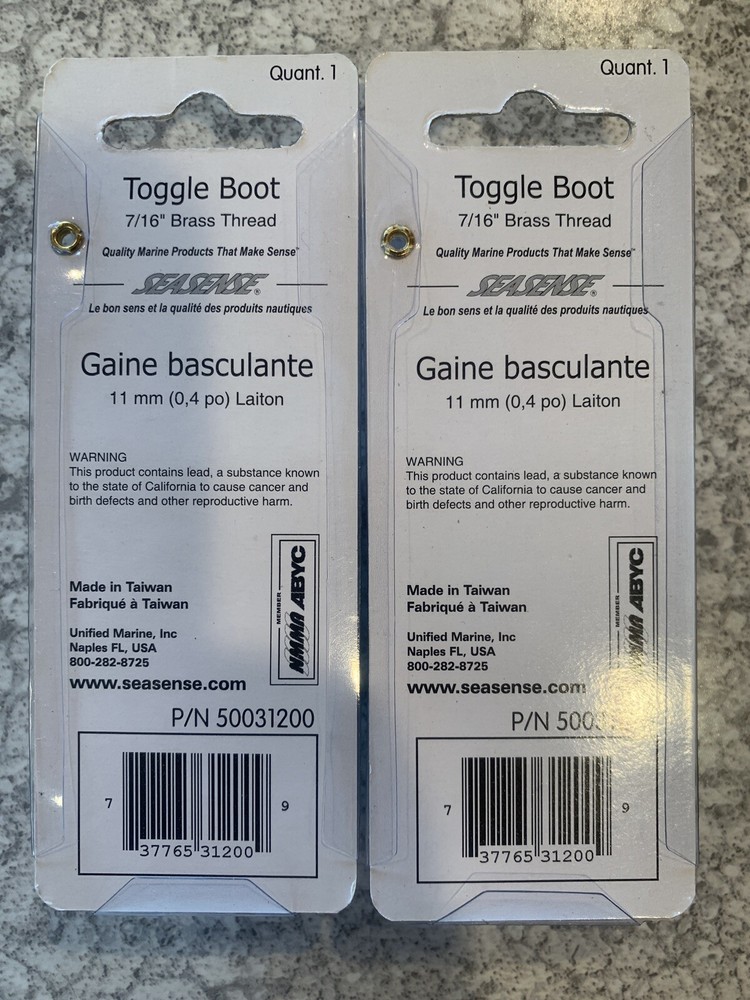 Quant. 1
Toggle Boot
7/16" Brass Thread
Quality Marine Products That Make Sense™
SEASENSE®
Le bon sens et la qualité des produits nautiques
Gaine basculante
11 mm (0,4 po) Laiton
WARNING
This product contains lead, a substance known
to the state of California to cause cancer and
birth defects and other reproductive harm.
MEMBER
NMMA ABYC
Made in Taiwan
Fabriqué à Taiwan
Unified Marine, Inc
Naples FL, USA
800-282-8725
www.seasense.com
P/N 50031200
7 37765 31200 9
Quant. 1
Toggle Boot
7/16" Brass Thread
Quality Marine Products That Make Sense™
SEASENSE®
Le bon sens et la qualité des produits nautiques
Gaine basculante
11 mm (0,4 po) Laiton
WARNING
This product contains lead, a substance known
to the state of California to cause cancer and
birth defects and other reproductive harm.
MEMBER
NMMA ABYC
Made in Taiwan
Fabriqué à Taiwan
Unified Marine, Inc
Naples FL, USA
800-282-8725
www.seasense.com
P/N
7 37765 31200 9